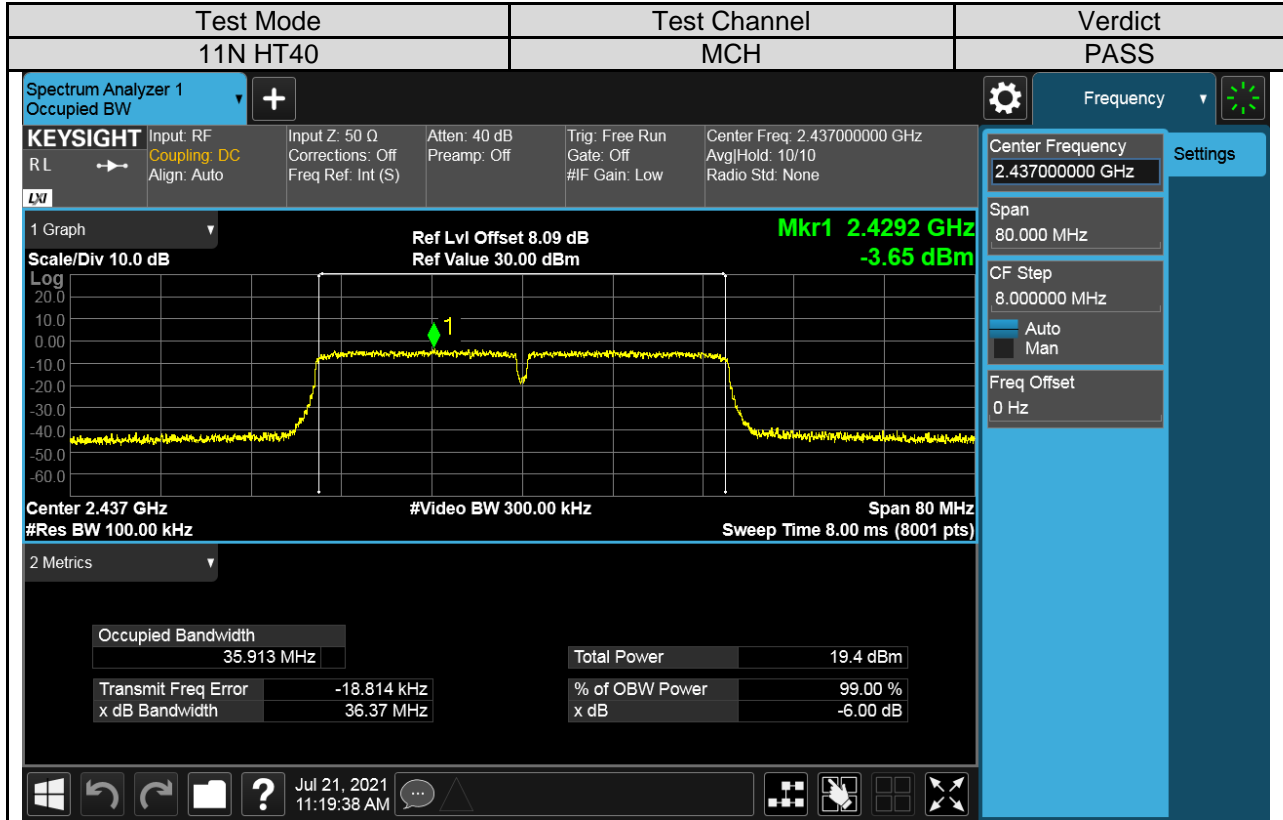 Test Mode Test Channel Verdict
11N HT40 MCH PASS
Spectrum Analyzer 1
Occupied BW
+
Frequency
KEYSIGHT Input: RF Input Z: 50 Ω Atten: 40 dB Trig: Free Run Center Freq: 2.437000000 GHz
RL Coupling: DC Corrections: Off Preamp: Off Gate: Off Avg|Hold: 10/10
Align: Auto Freq Ref: Int (S) #IF Gain: Low Radio Std: None
LXI
Center Frequency
2.437000000 GHz
Settings
Span
80.000 MHz
CF Step
8.000000 MHz
Auto
Man
Freq Offset
0 Hz
1 Graph
Ref Lvl Offset 8.09 dB Mkr1 2.4292 GHz
Scale/Div 10.0 dB Ref Value 30.00 dBm -3.65 dBm
Log
20.0
10.0
1
0.00
-10.0
-20.0
-30.0
-40.0
-50.0
-60.0
Center 2.437 GHz #Video BW 300.00 kHz Span 80 MHz
#Res BW 100.00 kHz Sweep Time 8.00 ms (8001 pts)
2 Metrics
Occupied Bandwidth
35.913 MHz Total Power 19.4 dBm
Transmit Freq Error -18.814 kHz % of OBW Power 99.00 %
x dB Bandwidth 36.37 MHz x dB -6.00 dB
? Jul 21, 2021
11:19:38 AM